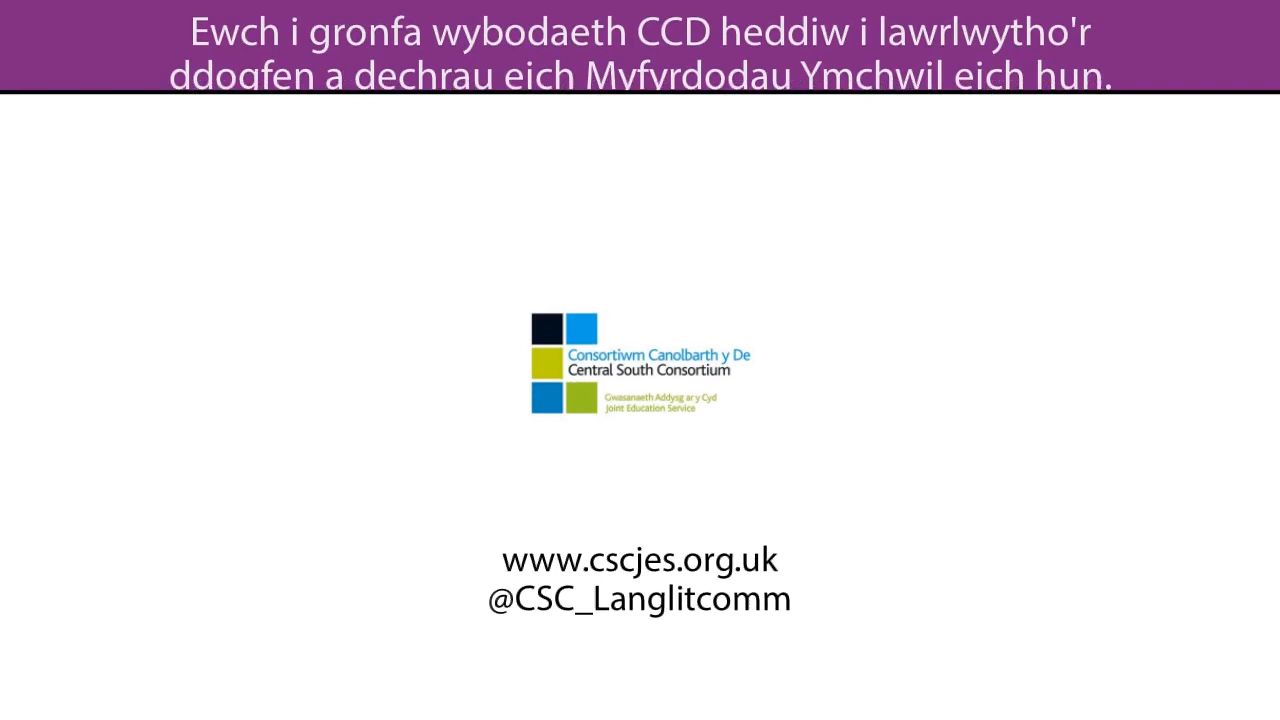 Ewch i gronfa wybodaeth CCD heddiw i lawrlwytho'r
ddogfen a dechrau eich Myfyrdodau Ymchwil eich hun.
Consortiwm Canolbarth y De
Central South Consortium
Gwasanaeth Addysg ar y Cyd
Joint Education Service
www.cscjes.org.uk
@CSC_Langlitcomm